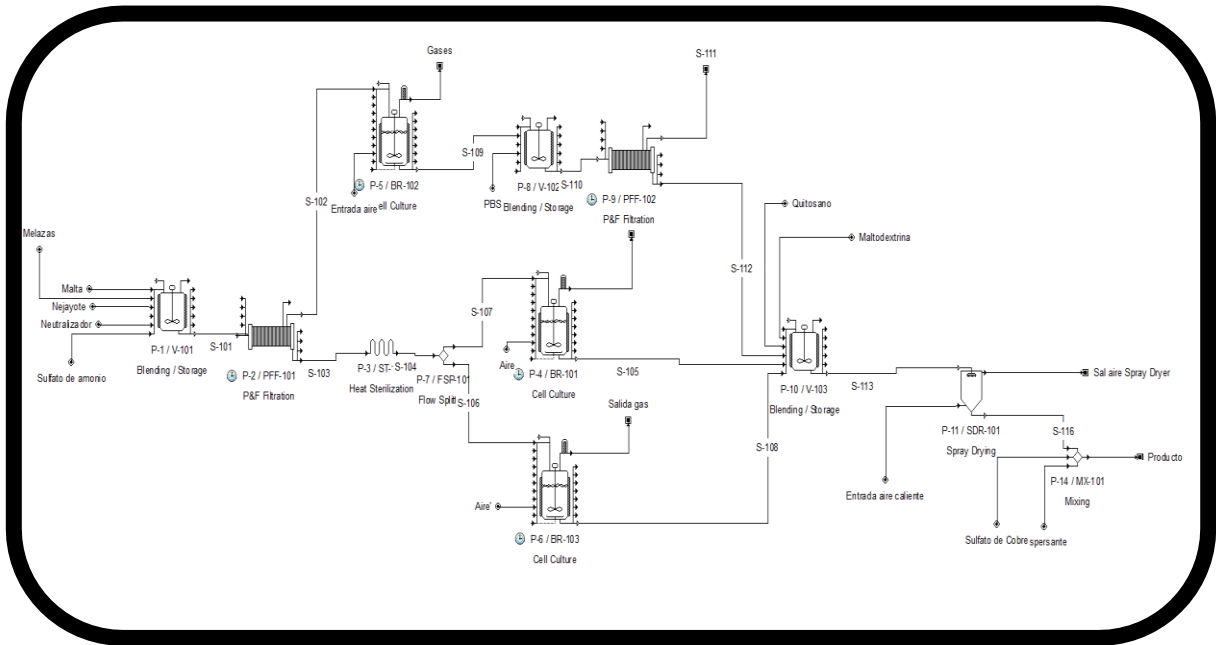 Gases
S-111
S-109
P-5 / BR-102
ell Culture
Entrada aire
S-102
P-8 / V-102
S-110
Blending / Storage
PBS
P-9 / PFF-102
P&F Filtration
Quitosano
Maltodextrina
S-112
Melazas
Malta
Nejayote
Neutralizador
Sulfato de amonio
P-1 / V-101
Blending / Storage
S-101
P-2 / PFF-101
P&F Filtration
S-103
P-3 / ST-
S-104
Heat Sterilization
P-7 / FSP-101
Flow Splitti
S-107
S-106
Aire
P-4 / BR-101
Cell Culture
S-105
Salida gas
Aire'
P-6 / BR-103
Cell Culture
S-108
P-10 / V-103
Blending / Storage
S-113
Sal aire Spray Dryer
P-11 / SDR-101
Spray Drying
S-116
Producto
P-14 / MX-101
Mixing
Entrada aire caliente
Sulfato de Cobre
spersante